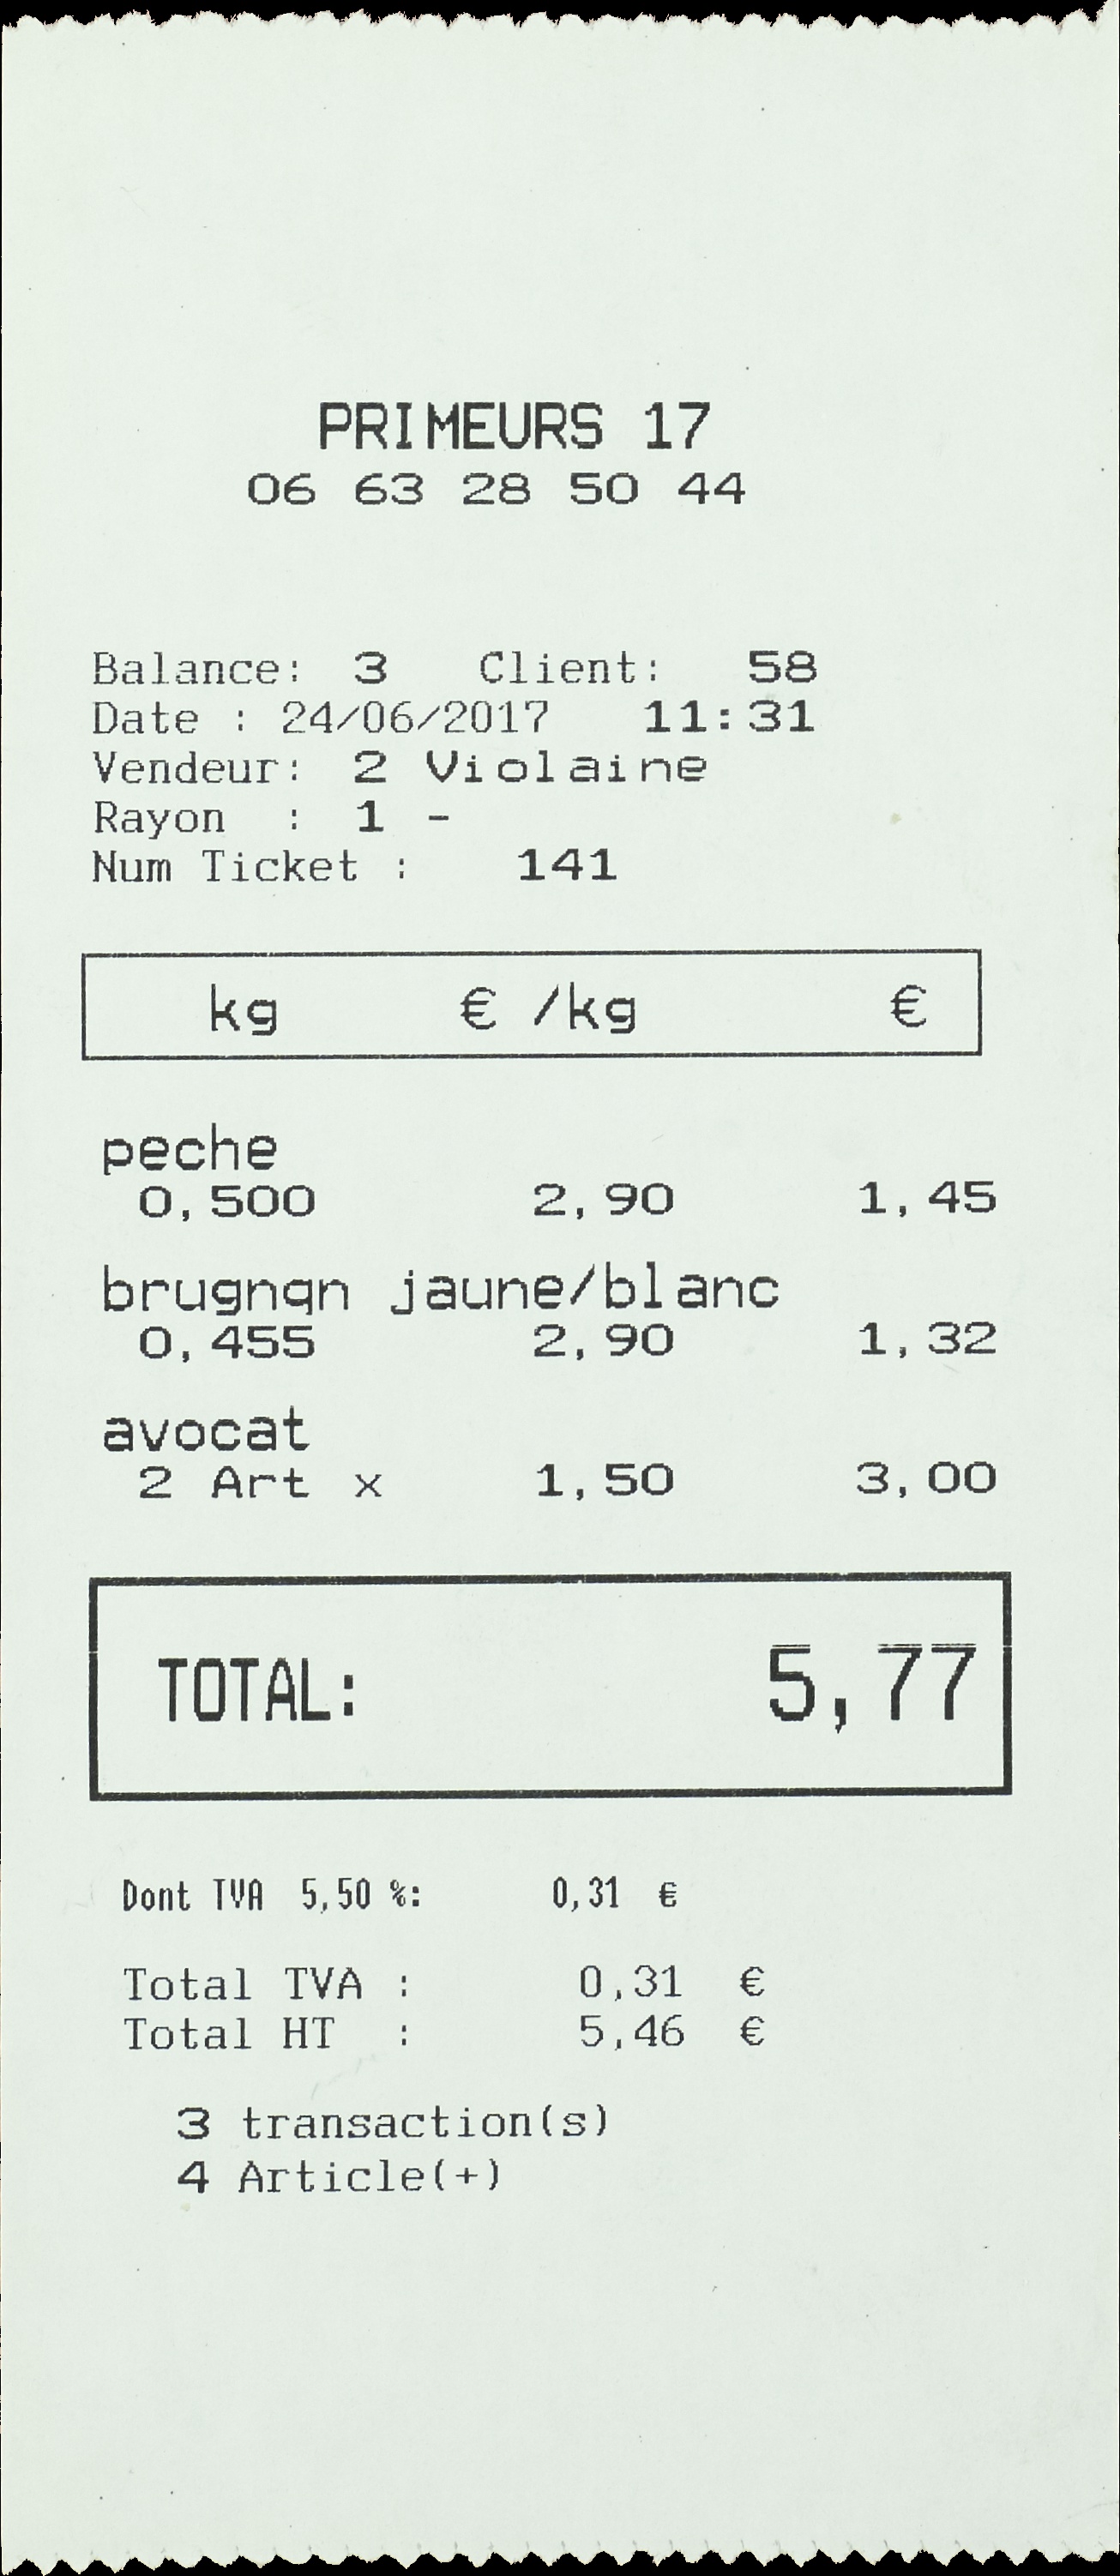 PRIMEURS 17
06 63 28 50 44
Balance: 3 Client: 58
Date : 24/06/2017 11:31
Vendeur: 2 Violaine
Rayon : 1 -
Num Ticket : 141
kg € /kg €
peche
0,500 2,90 1,45
brugnqn jaune/blanc
0,455 2,90 1,32
avocat
2 Art x 1,50 3,00
TOTAL: 5,77
Dont TVA 5,50 %: 0,31 €
Total TVA : 0,31 €
Total HT : 5,46 €
3 transaction(s)
4 Article(+)